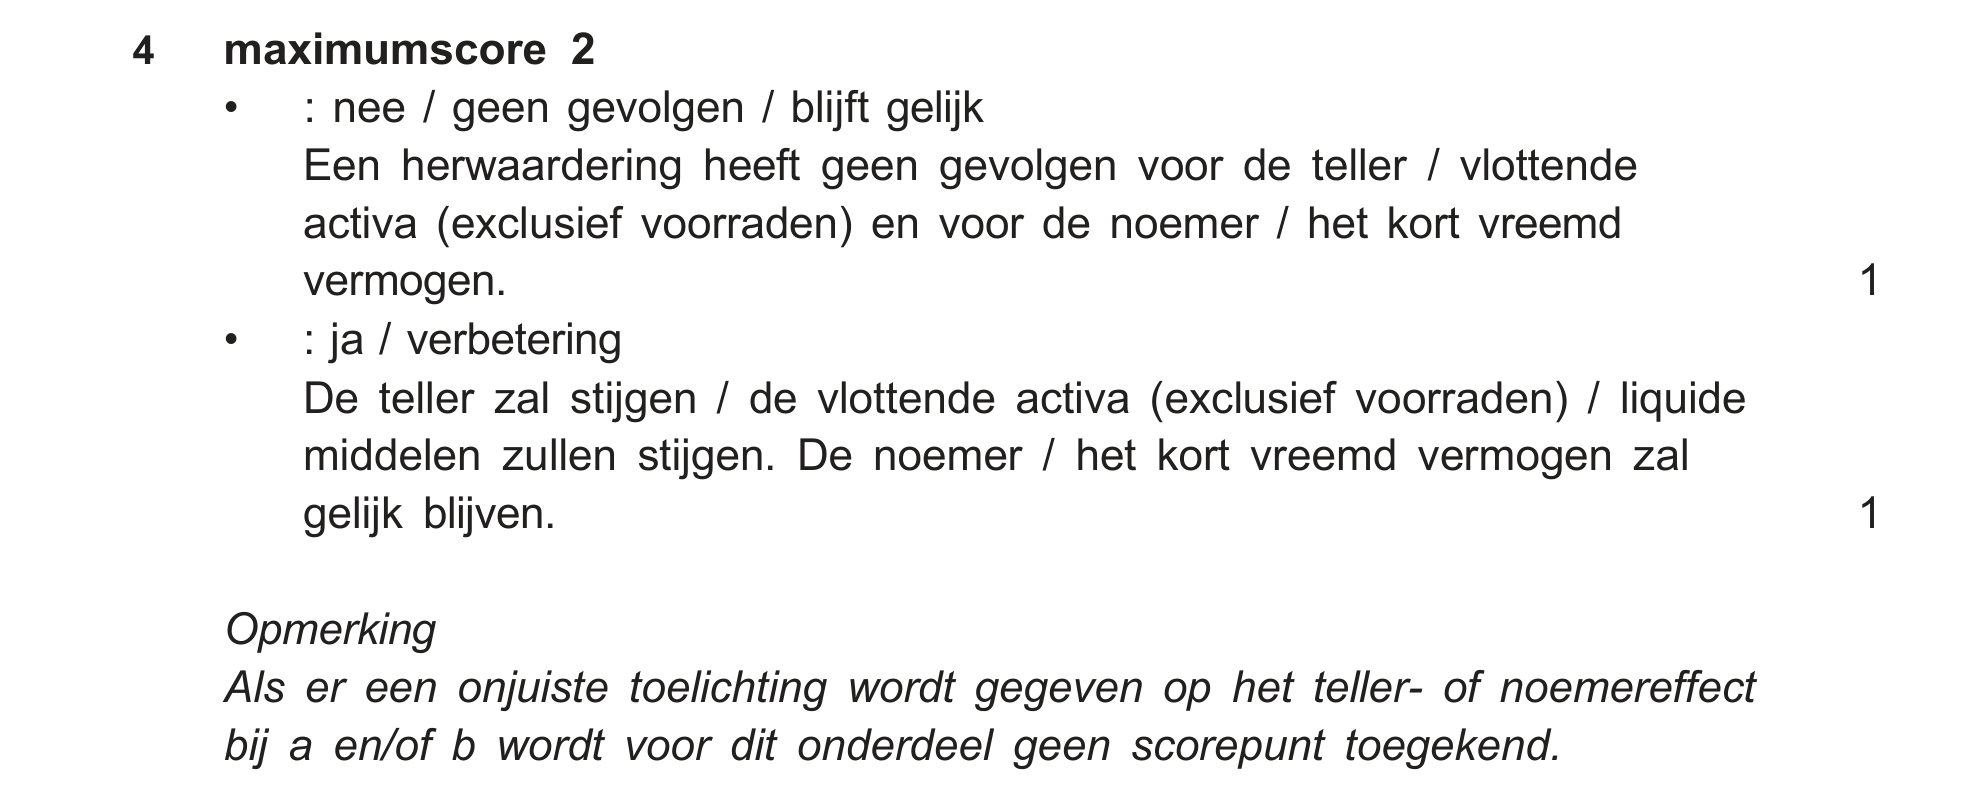 4 maximumscore 2
• : nee / geen gevolgen / blijft gelijk
Een herwaardering heeft geen gevolgen voor de teller / vlottende
activa (exclusief voorraden) en voor de noemer / het kort vreemd
vermogen. 1
• : ja / verbetering
De teller zal stijgen / de vlottende activa (exclusief voorraden) / liquide
middelen zullen stijgen. De noemer / het kort vreemd vermogen zal
gelijk blijven. 1
Opmerking
Als er een onjuiste toelichting wordt gegeven op het teller- of noemereffect
bij a en/of b wordt voor dit onderdeel geen scorepunt toegekend.